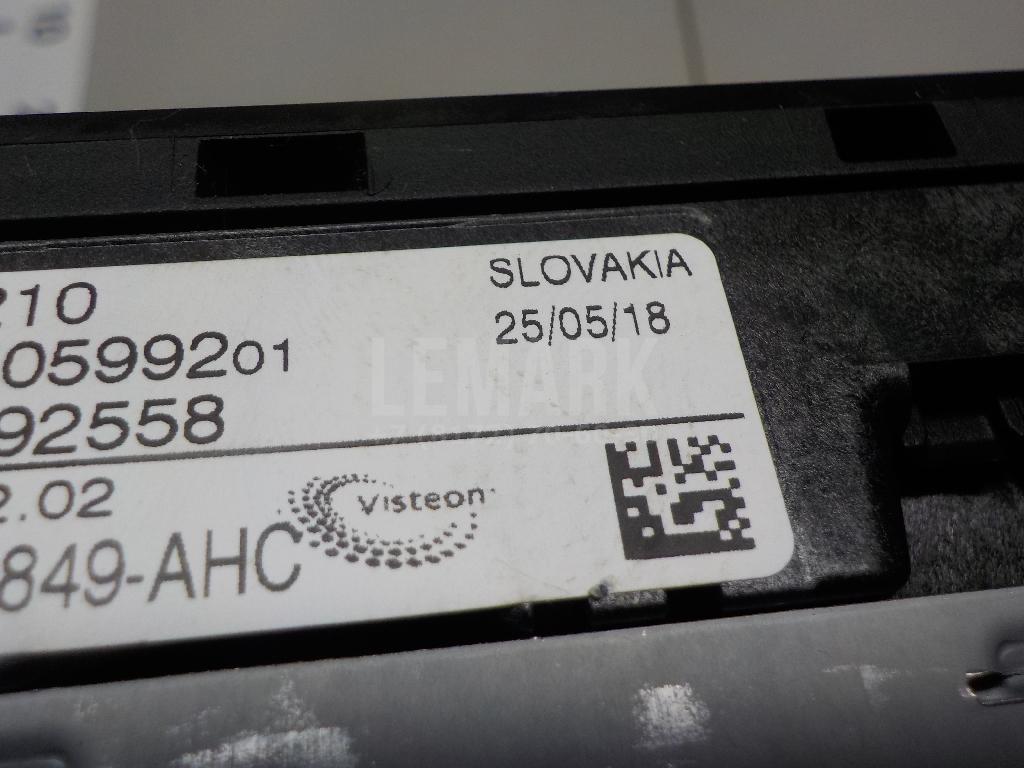 210
SLOVAKIA
0599201
25/05/18
92558
LEMARK
2.02
Visteon
849-AHC